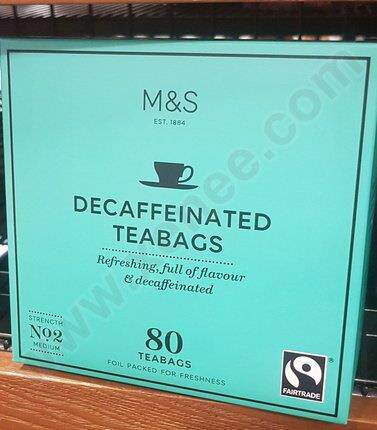 M&S
EST. 1884
DECAFFEINATED
TEABAGS
Refreshing, full of flavour
& decaffeinated
STRENGTH
Nº2
MEDIUM
80
TEABAGS
FOIL PACKED FOR FRESHNESS
FAIRTRADE
®